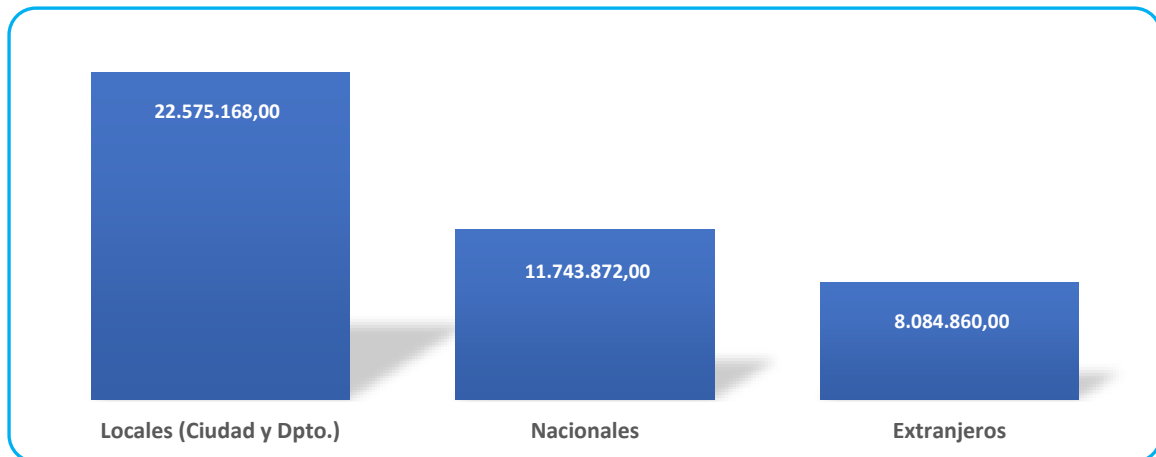 22.575.168,00
11.743.872,00
8.084.860,00
Locales (Ciudad y Dpto.)
Nacionales
Extranjeros